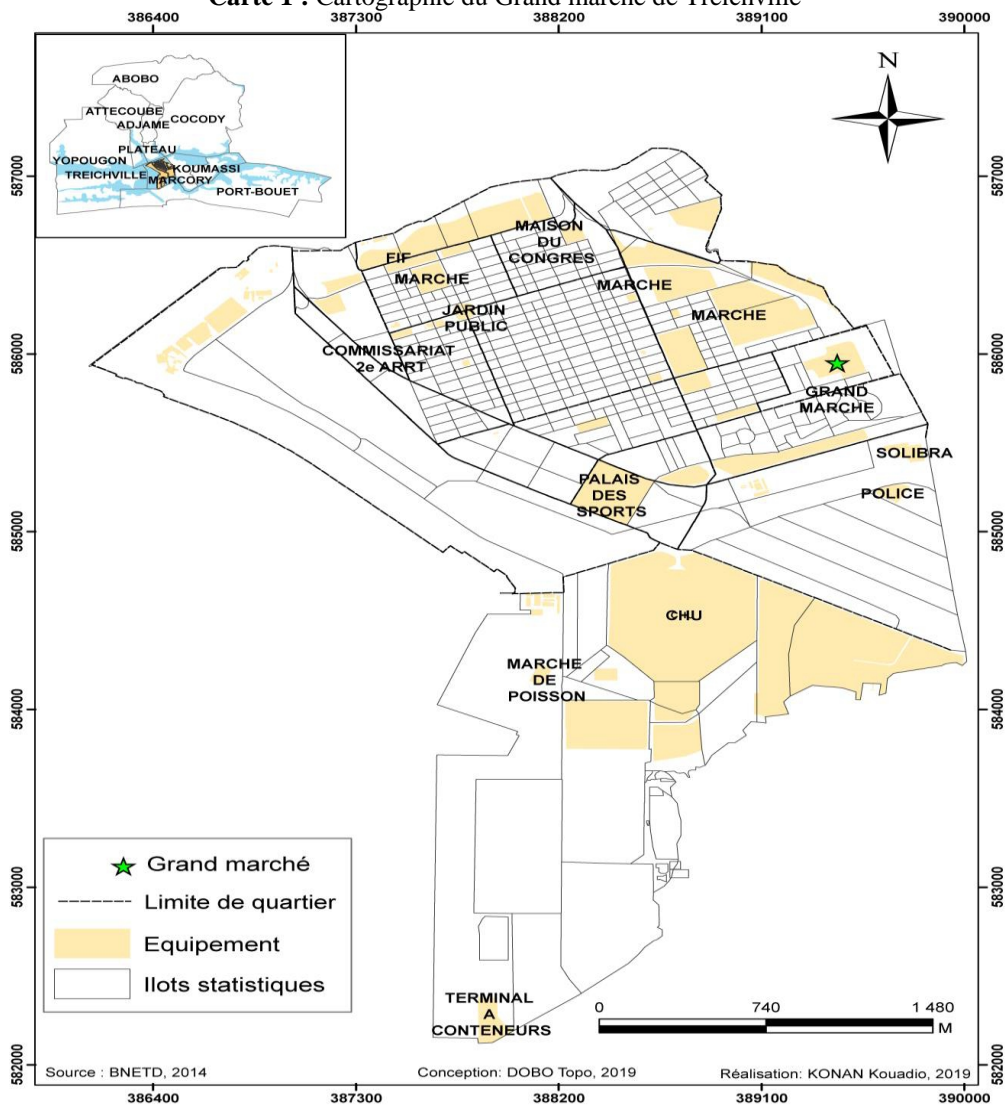 Carte 1 : Cartographie du Grand marché de Treichville
386400 387300 388200 389100 390000
ABOBO
ATTECOUBE
ADJAME
COCODY
PLATEAU
YOPOUGON
TREICHVILLE
KOUMASSI
MARCORY
PORT-BOUET
N
587000
587000
MAISON
DU
CONGRES
FIF
MARCHE
MARCHE
JARDIN
PUBLIC
MARCHE
586000
586000
COMMISSARIAT
2e ARRT
GRAND
MARCHE
SOLIBRA
PALAIS
DES
SPORTS
POLICE
585000
585000
CHU
MARCHE
DE
POISSON
584000
584000
583000
583000
Grand marché
Limite de quartier
Equipement
Ilots statistiques
TERMINAL
A
CONTENEURS
0 740 1 480
M
582000
582000
Source : BNETD, 2014 Conception: DOBO Topo, 2019 Réalisation: KONAN Kouadio, 2019
386400 387300 388200 389100 390000